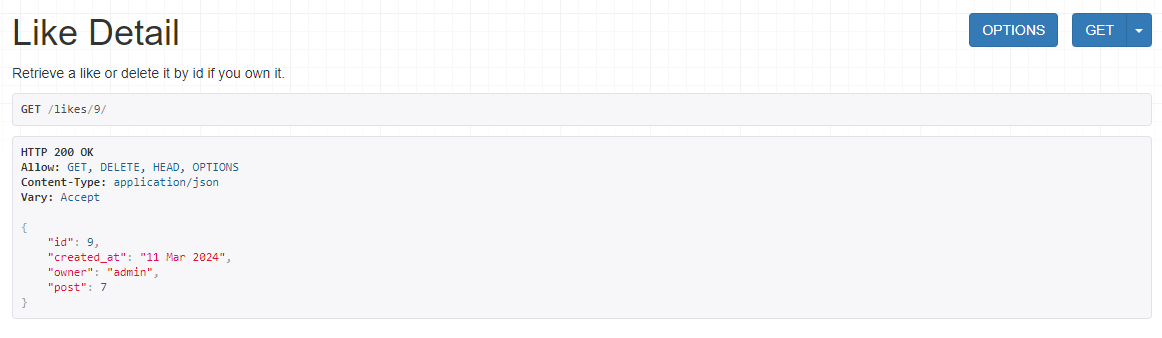 Like Detail
OPTIONS
GET
Retrieve a like or delete it by id if you own it.
GET /likes/9/
HTTP 200 OK
Allow: GET, DELETE, HEAD, OPTIONS
Content-Type: application/json
Vary: Accept
{
    "id": 9,
    "created_at": "11 Mar 2024",
    "owner": "admin",
    "post": 7
}